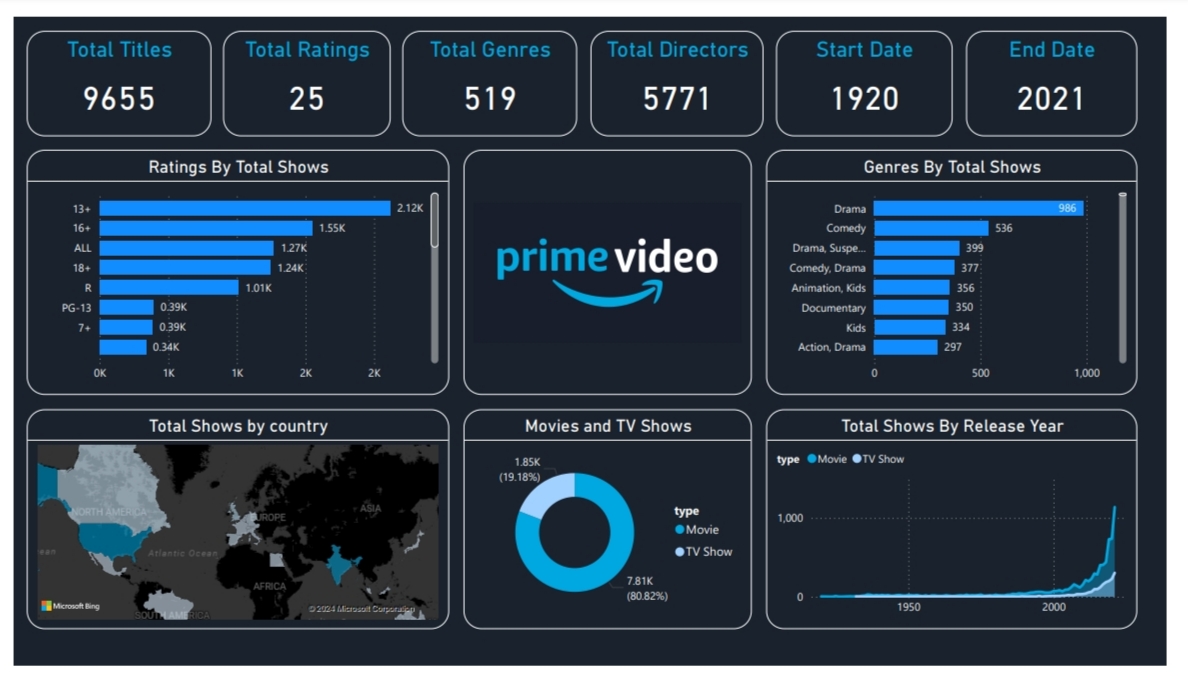 Total Titles
9655
Total Ratings
25
Total Genres
519
Total Directors
5771
Start Date
1920
End Date
2021
Ratings By Total Shows
13+ 2.12K
16+ 1.55K
ALL 1.27K
18+ 1.24K
R 1.01K
PG-13 0.39K
7+ 0.39K
0.34K
0K 1K 1K 2K 2K
prime video
Genres By Total Shows
Drama 986
Comedy 536
Drama, Suspe... 399
Comedy, Drama 377
Animation, Kids 356
Documentary 350
Kids 334
Action, Drama 297
0 500 1,000
Total Shows by country
NORTH AMERICA
EUROPE
ASIA
Atlantic Ocean
AFRICA
SOUTH AMERICA
Microsoft Bing
© 2024 Microsoft Corporation
Movies and TV Shows
1.85K
(19.18%)
type
Movie
TV Show
7.81K
(80.82%)
Total Shows By Release Year
type Movie TV Show
1,000
0
1950 2000